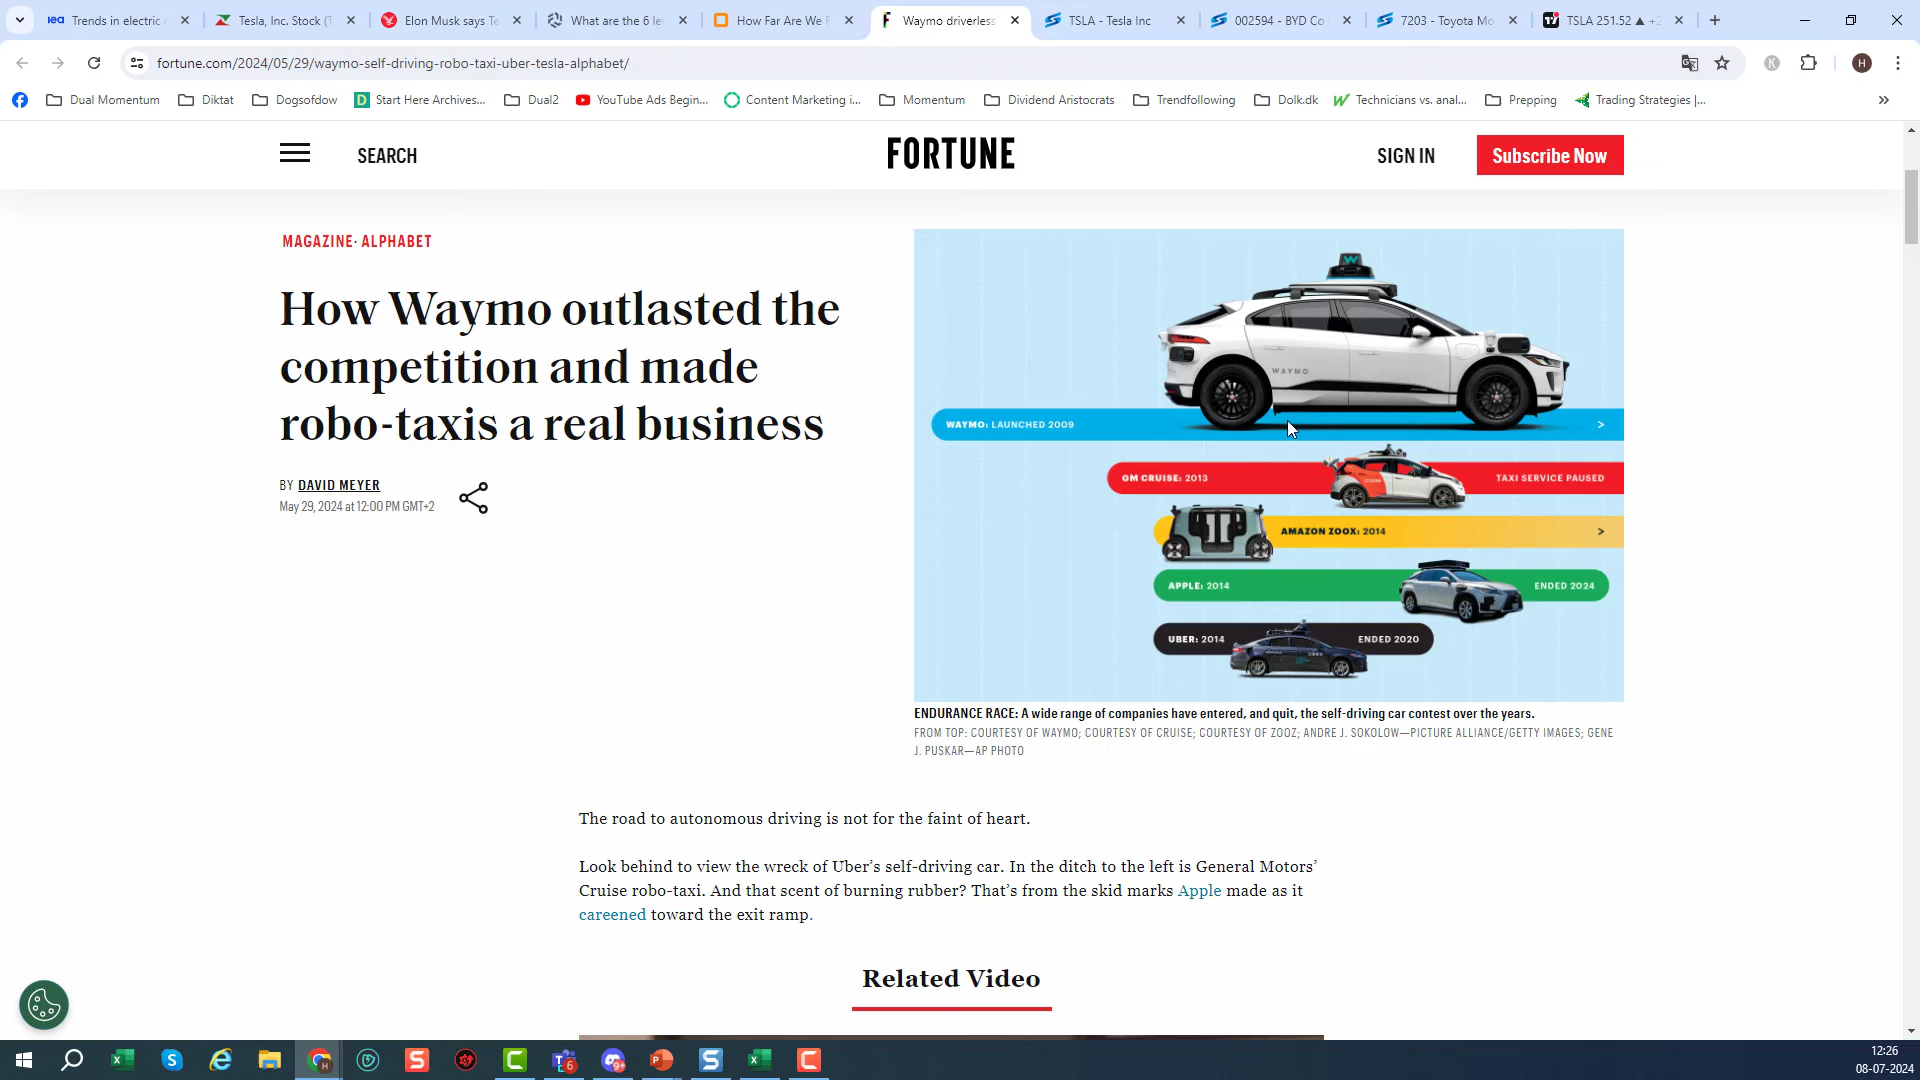 iea Trends in electric c
Tesla, Inc. Stock (T
Elon Musk says Te
What are the 6 le
How Far Are We F
Waymo driverless
TSLA - Tesla Inc
002594 - BYD Co
7203 - Toyota Mo
TSLA 251.52 ▲ +2
fortune.com/2024/05/29/waymo-self-driving-robo-taxi-uber-tesla-alphabet/
H
Dual Momentum
Diktat
Dogsofdow
Start Here Archives...
Dual2
YouTube Ads Begin...
Content Marketing i...
Momentum
Dividend Aristocrats
Trendfollowing
Dolk.dk
Technicians vs. anal...
Prepping
Trading Strategies |...
SEARCH
FORTUNE
SIGN IN
Subscribe Now
MAGAZINE· ALPHABET
How Waymo outlasted the
competition and made
robo-taxis a real business
BY DAVID MEYER
May 29, 2024 at 12:00 PM GMT+2
W
WAYMO
WAYMO: LAUNCHED 2009
GM CRUISE: 2013 TAXI SERVICE PAUSED
AMAZON ZOOX: 2014
APPLE: 2014 ENDED 2024
UBER: 2014 ENDED 2020
ENDURANCE RACE: A wide range of companies have entered, and quit, the self-driving car contest over the years.
FROM TOP: COURTESY OF WAYMO; COURTESY OF CRUISE; COURTESY OF ZOOZ; ANDRE J. SOKOLOW—PICTURE ALLIANCE/GETTY IMAGES; GENE
J. PUSKAR—AP PHOTO
The road to autonomous driving is not for the faint of heart.
Look behind to view the wreck of Uber’s self-driving car. In the ditch to the left is General Motors’
Cruise robo-taxi. And that scent of burning rubber? That’s from the skid marks Apple made as it
careened toward the exit ramp.
Related Video
12:26
08-07-2024